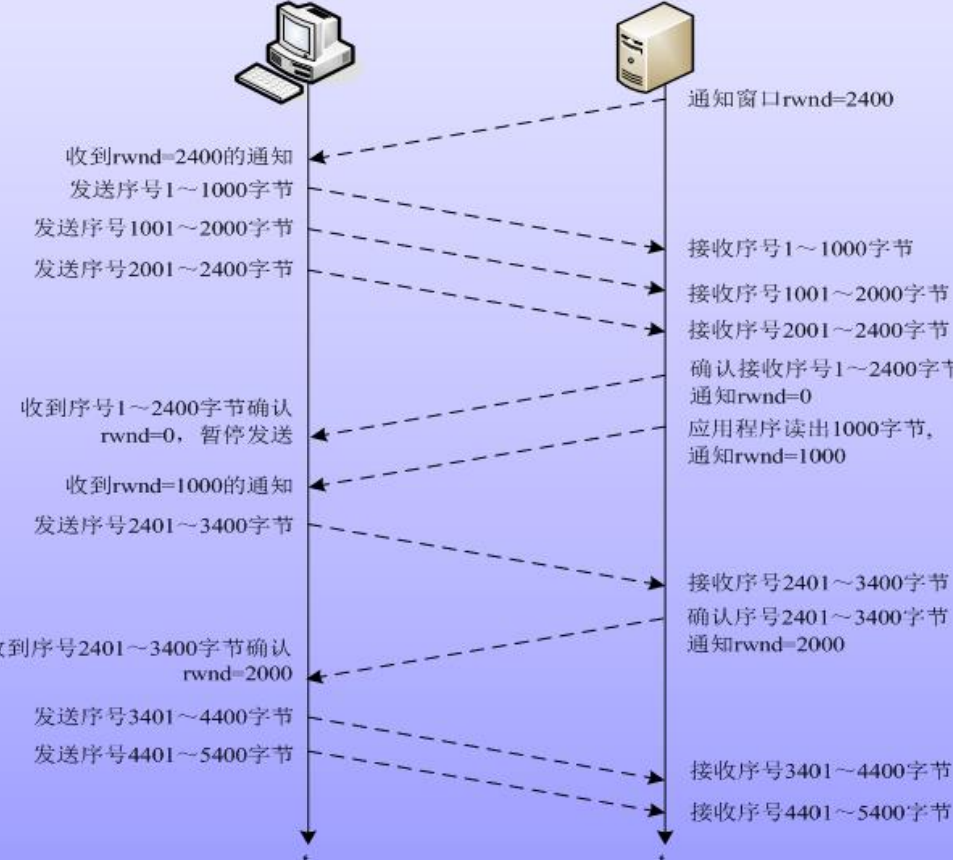 通知窗口rwnd=2400
收到rwnd=2400的通知
发送序号1～1000字节
发送序号1001～2000字节
接收序号1～1000字节
发送序号2001～2400字节
接收序号1001～2000字节
接收序号2001～2400字节
确认接收序号1～2400字
通知rwnd=0
收到序号1～2400字节确认
rwnd=0，暂停发送
应用程序读出1000字节,
通知rwnd=1000
收到rwnd=1000的通知
发送序号2401～3400字节
接收序号2401～3400字节
确认序号2401～3400字节
通知rwnd=2000
到序号2401～3400字节确认
rwnd=2000
发送序号3401～4400字节
发送序号4401～5400字节
接收序号3401～4400字节
接收序号4401～5400字节